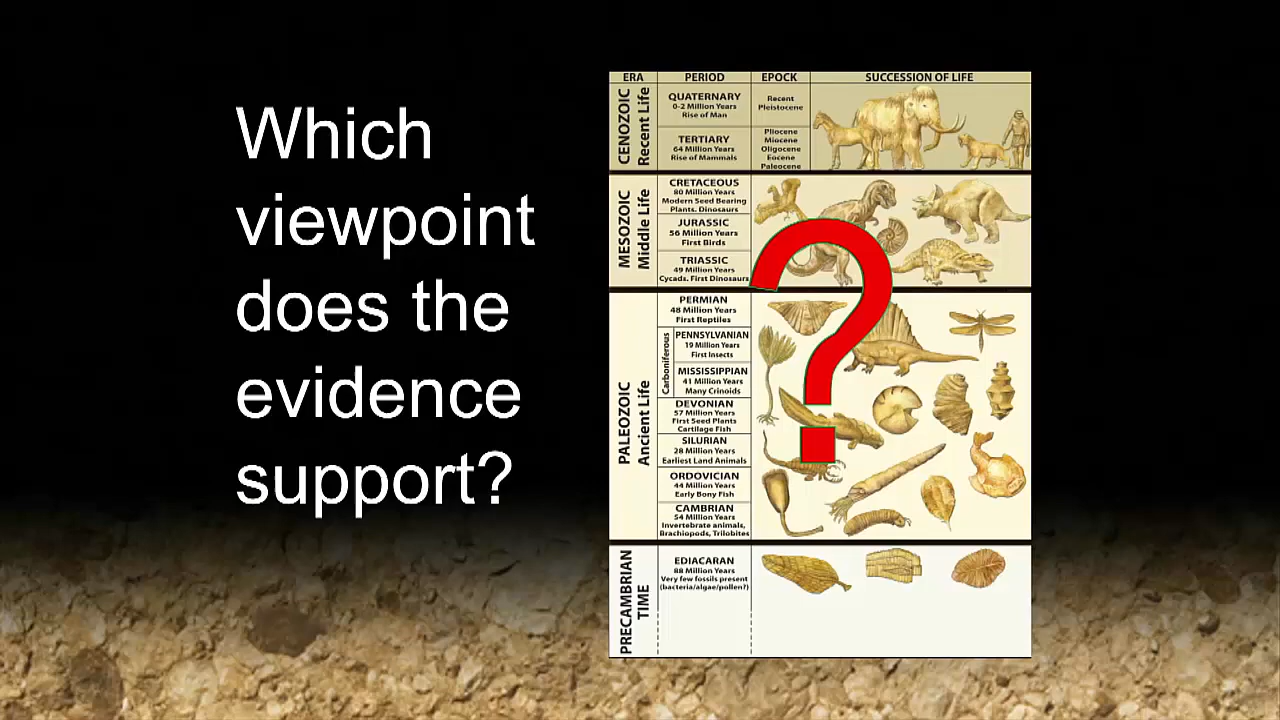 Which
viewpoint
does the
evidence
support?
ERA PERIOD EPOCH SUCCESSION OF LIFE
CENOZOIC
Recent Life
QUATERNARY
0-2 Million Years
Rise of Man
Recent
Pleistocene
TERTIARY
64 Million Years
Rise of Mammals
Pliocene
Miocene
Oligocene
Eocene
Paleocene
MESOZOIC
Middle Life
CRETACEOUS
80 Million Years
Modern Seed Bearing
Plants. Dinosaurs
JURASSIC
56 Million Years
First Birds
TRIASSIC
49 Million Years
Cycads. First Dinosaurs
PALEOZOIC
Ancient Life
PERMIAN
48 Million Years
First Reptiles
Carboniferous
PENNSYLVANIAN
19 Million Years
First Insects
MISSISSIPPIAN
41 Million Years
Many Crinoids
DEVONIAN
57 Million Years
First Seed Plants
Cartilage Fish
SILURIAN
28 Million Years
Earliest Land Animals
ORDOVICIAN
44 Million Years
Early Bony Fish
CAMBRIAN
54 Million Years
Invertebrate animals,
Brachiopods, Trilobites
PRECAMBRIAN
TIME
EDIACARAN
88 Million Years
Very few fossils present
(bacteria/algae/pollen?)
?